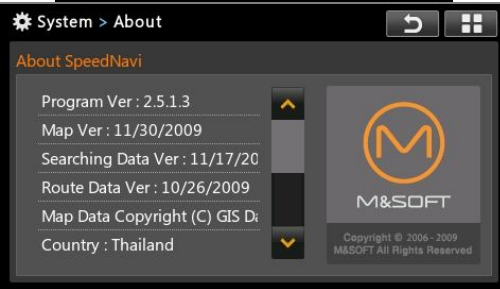 System > About
About SpeedNavi
Program Ver : 2.5.1.3
Map Ver : 11/30/2009
Searching Data Ver : 11/17/20
Route Data Ver : 10/26/2009
Map Data Copyright (C) GIS Da
Country : Thailand
M
M&SOFT
Copyright © 2006 - 2009
M&SOFT All Rights Reserved